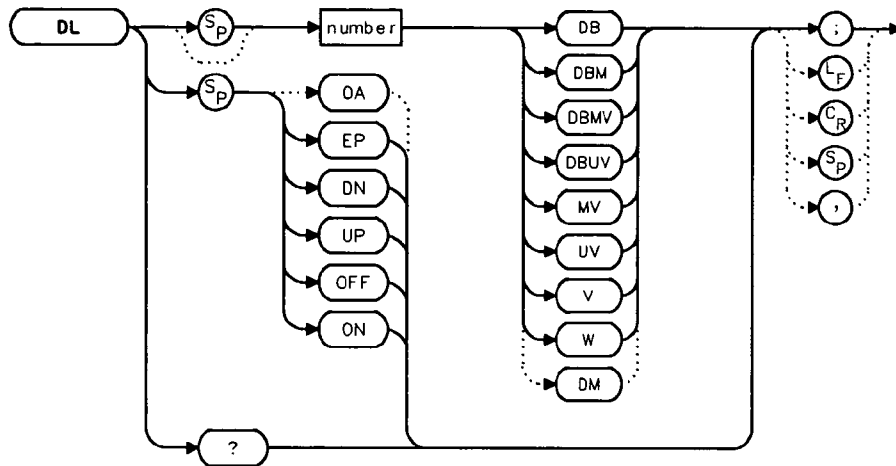 DL
SP
number
DB
DBM
DBMV
DBUV
MV
UV
V
W
DM
SP
OA
EP
DN
UP
OFF
ON
?
;
LF
CR
SP
,